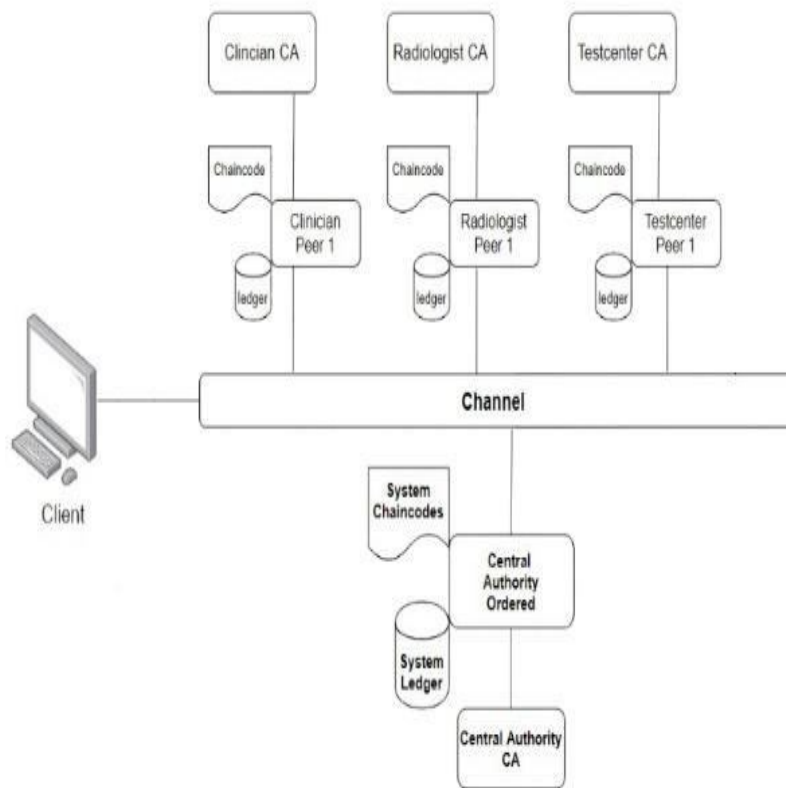 Clincian CA
Radiologist CA
Testcenter CA
Chaincode
Chaincode
Chaincode
Clinician
Peer 1
Radiologist
Peer 1
Testcenter
Peer 1
ledger
ledger
ledger
Channel
Client
System
Chaincodes
Central
Authority
Ordered
System
Ledger
Central Authority
CA